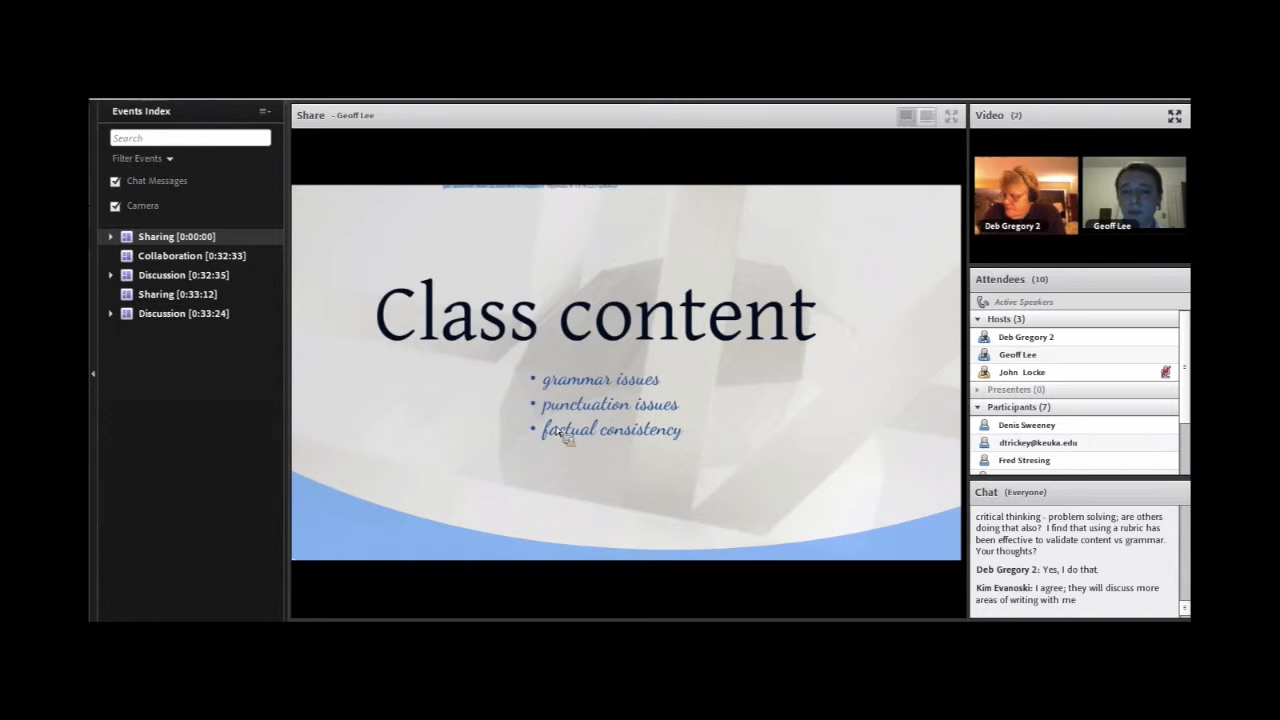 Events Index
Search
Filter Events
Chat Messages
Camera
Sharing [0:00:00]
Collaboration [0:32:33]
Discussion [0:32:35]
Sharing [0:33:12]
Discussion [0:33:24]
Share - Geoff Lee
Class content
• grammar issues
• punctuation issues
• factual consistency
Video (2)
Deb Gregory 2
Geoff Lee
Attendees (10)
Active Speakers
Hosts (3)
Deb Gregory 2
Geoff Lee
John Locke
Presenters (0)
Participants (7)
Denis Sweeney
dtrickey@keuka.edu
Fred Stresing
Chat (Everyone)
critical thinking - problem solving; are others
doing that also? I find that using a rubric has
been effective to validate content vs grammar.
Your thoughts?
Deb Gregory 2: Yes, I do that.
Kim Evanoski: I agree; they will discuss more
areas of writing with me